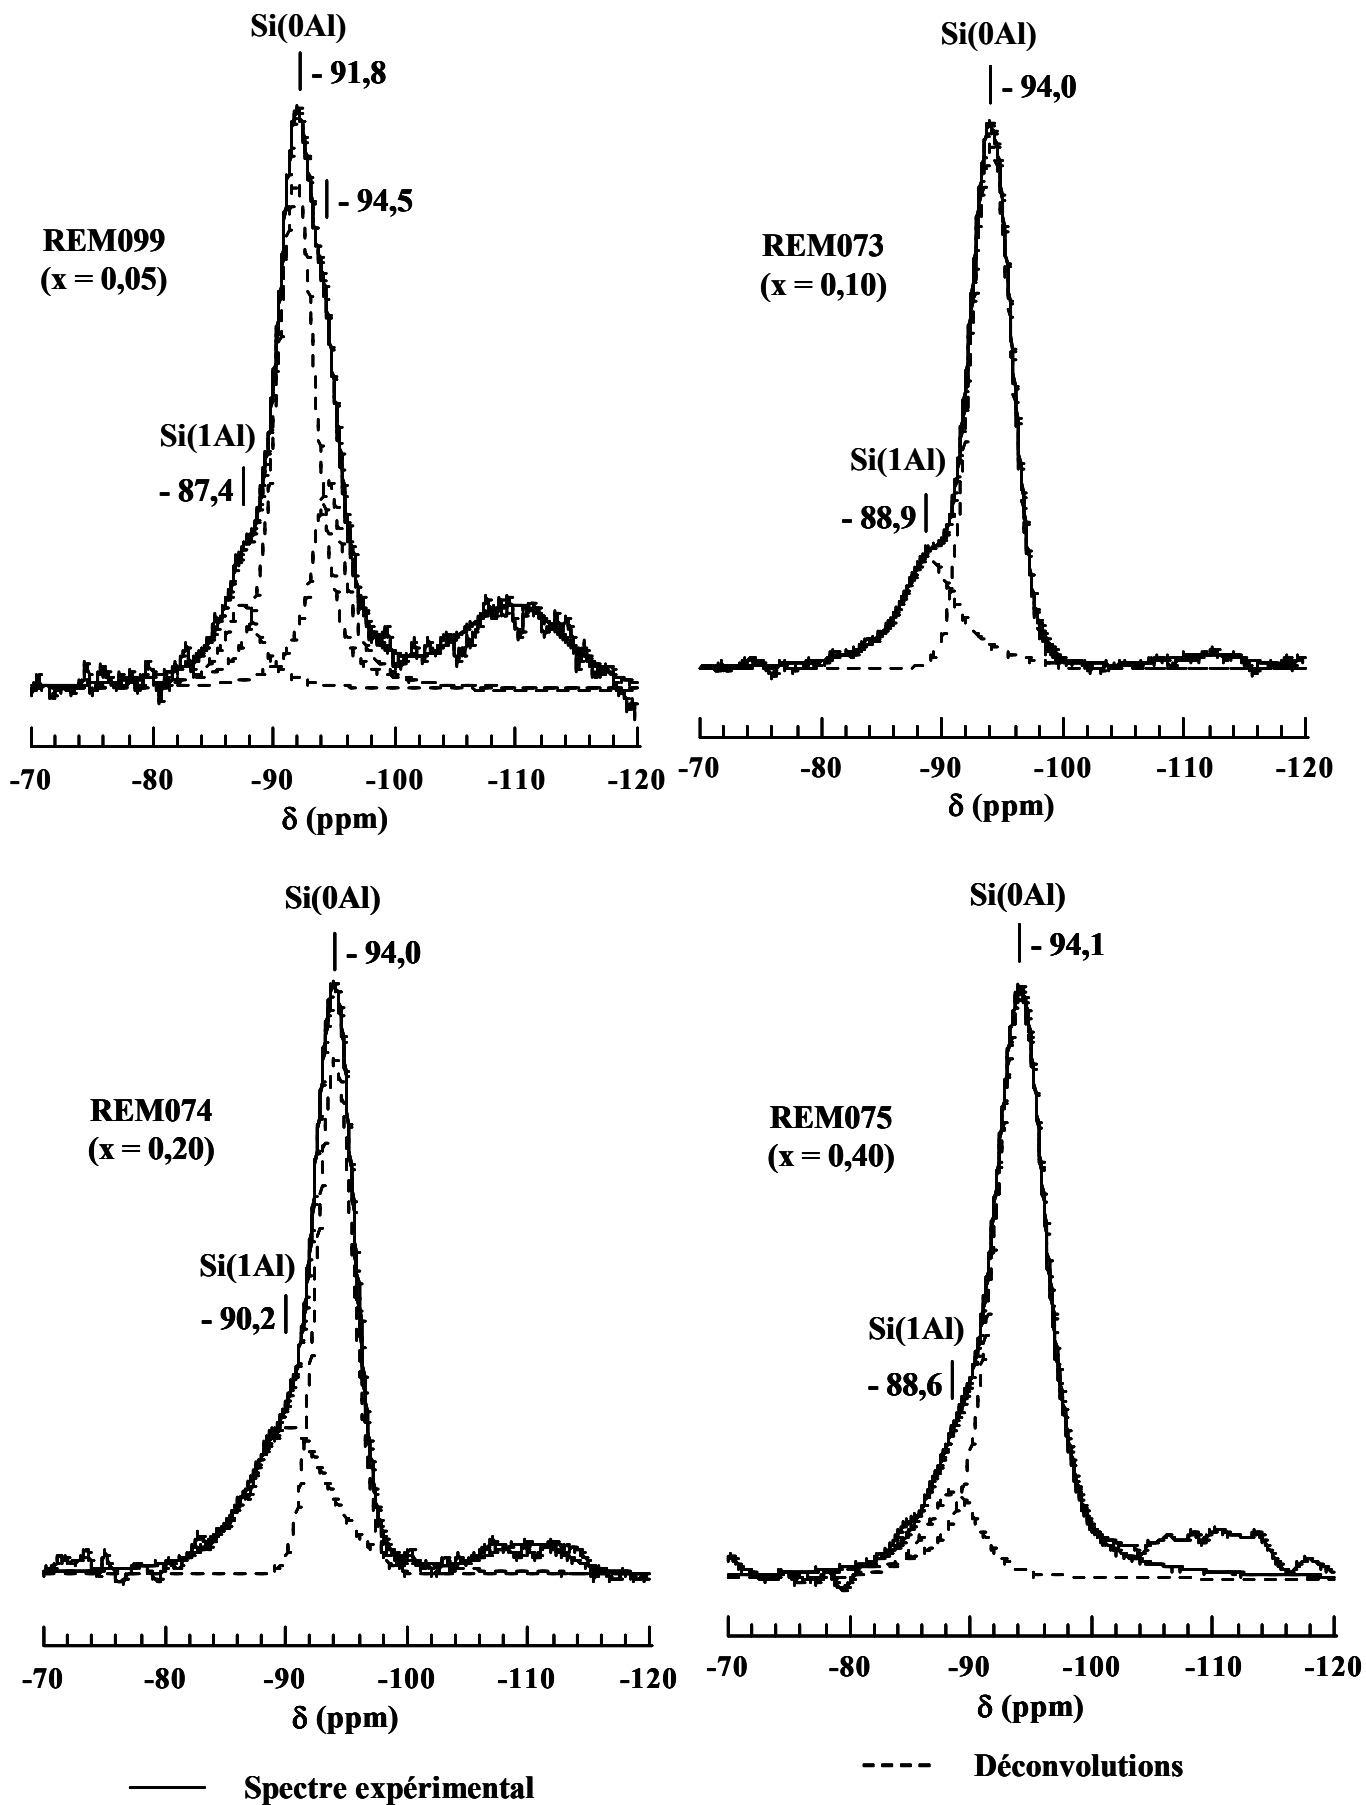 Si(0Al)
- 91,8
- 94,5
REM099
(x = 0,05)
Si(1Al)
- 87,4
-70 -80 -90 -100 -110 -120
δ (ppm)
Si(0Al)
- 94,0
REM073
(x = 0,10)
Si(1Al)
- 88,9
-70 -80 -90 -100 -110 -120
δ (ppm)
Si(0Al)
- 94,0
REM074
(x = 0,20)
Si(1Al)
- 90,2
-70 -80 -90 -100 -110 -120
δ (ppm)
Si(0Al)
- 94,1
REM075
(x = 0,40)
Si(1Al)
- 88,6
-70 -80 -90 -100 -110 -120
δ (ppm)
Spectre expérimental
Déconvolutions